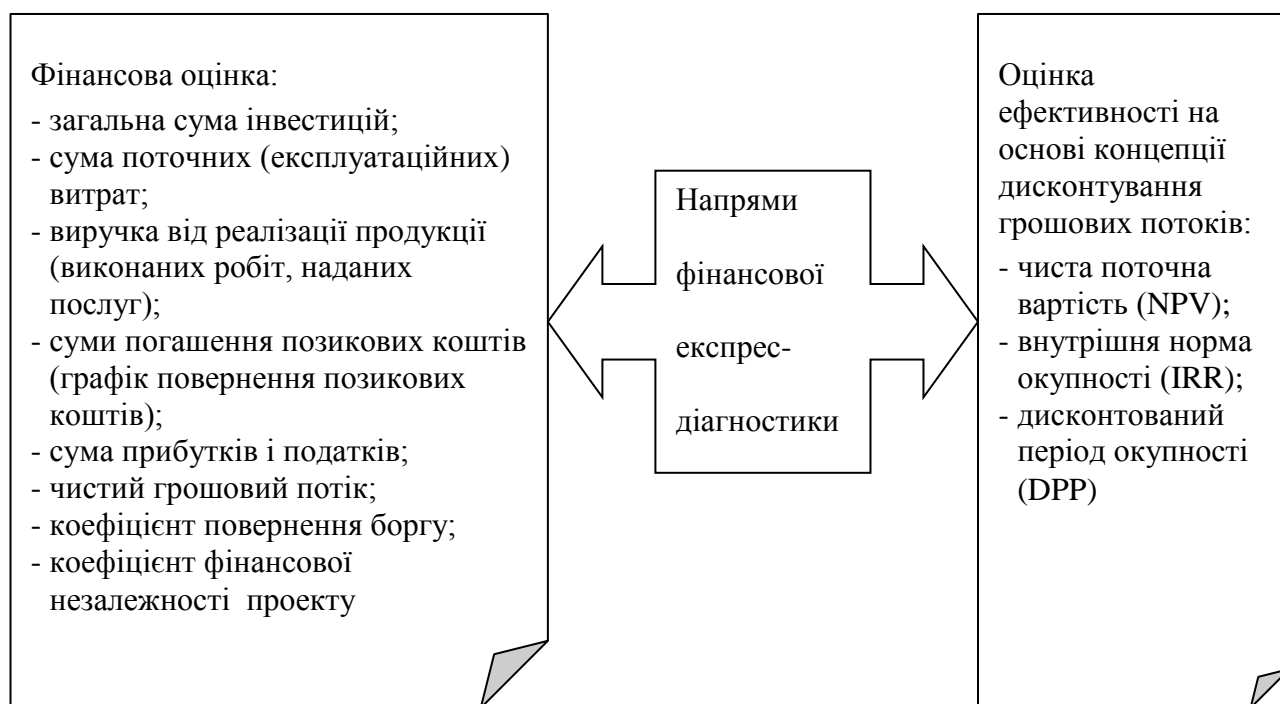 Фінансова оцінка:
- загальна сума інвестицій;
- сума поточних (експлуатаційних)
витрат;
- виручка від реалізації продукції
(виконаних робіт, наданих
послуг);
- суми погашення позикових коштів
(графік повернення позикових
коштів);
- сума прибутків і податків;
- чистий грошовий потік;
- коефіцієнт повернення боргу;
- коефіцієнт фінансової
незалежності проекту
Напрями
фінансової
експрес-
діагностики
Оцінка
ефективності на
основі концепції
дисконтування
грошових потоків:
- чиста поточна
вартість (NPV);
- внутрішня норма
окупності (IRR);
- дисконтований
період окупності
(DPP)